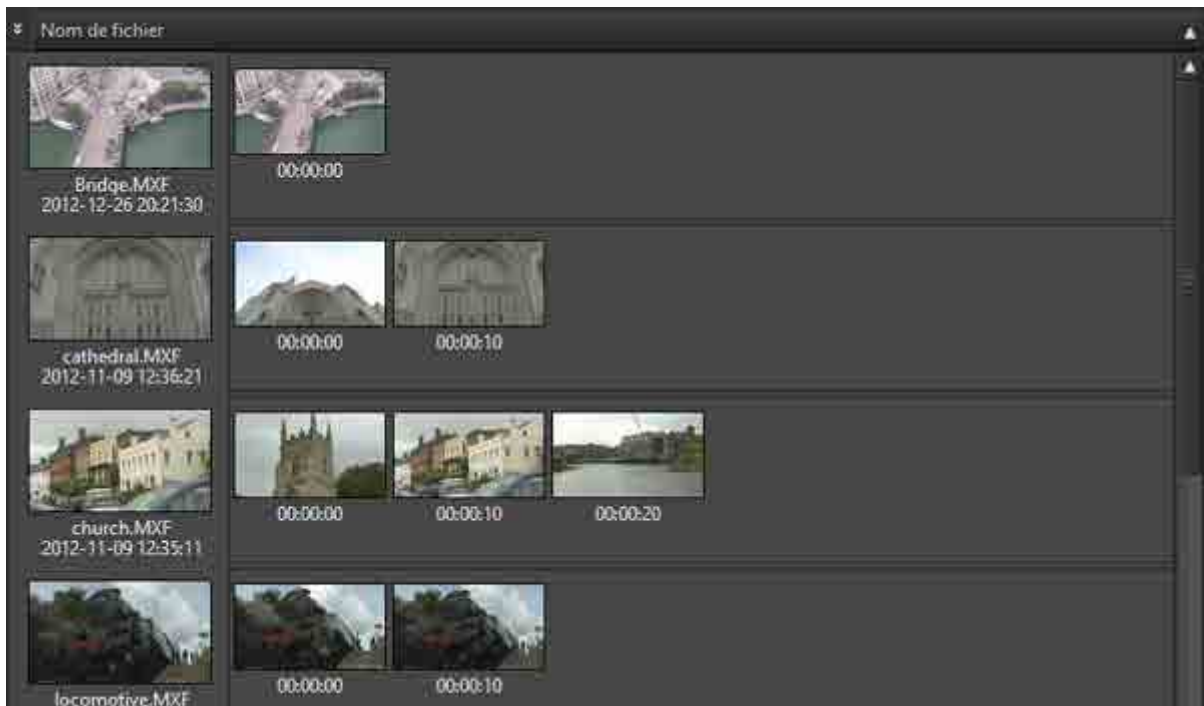 Nom de fichier
00:00:00
Bridge.MXF
2012-12-26 20:21:30
00:00:00 00:00:10
cathedral.MXF
2012-11-09 12:36:21
00:00:00 00:00:10 00:00:20
church.MXF
2012-11-09 12:35:11
00:00:00 00:00:10
locomotive.MXF